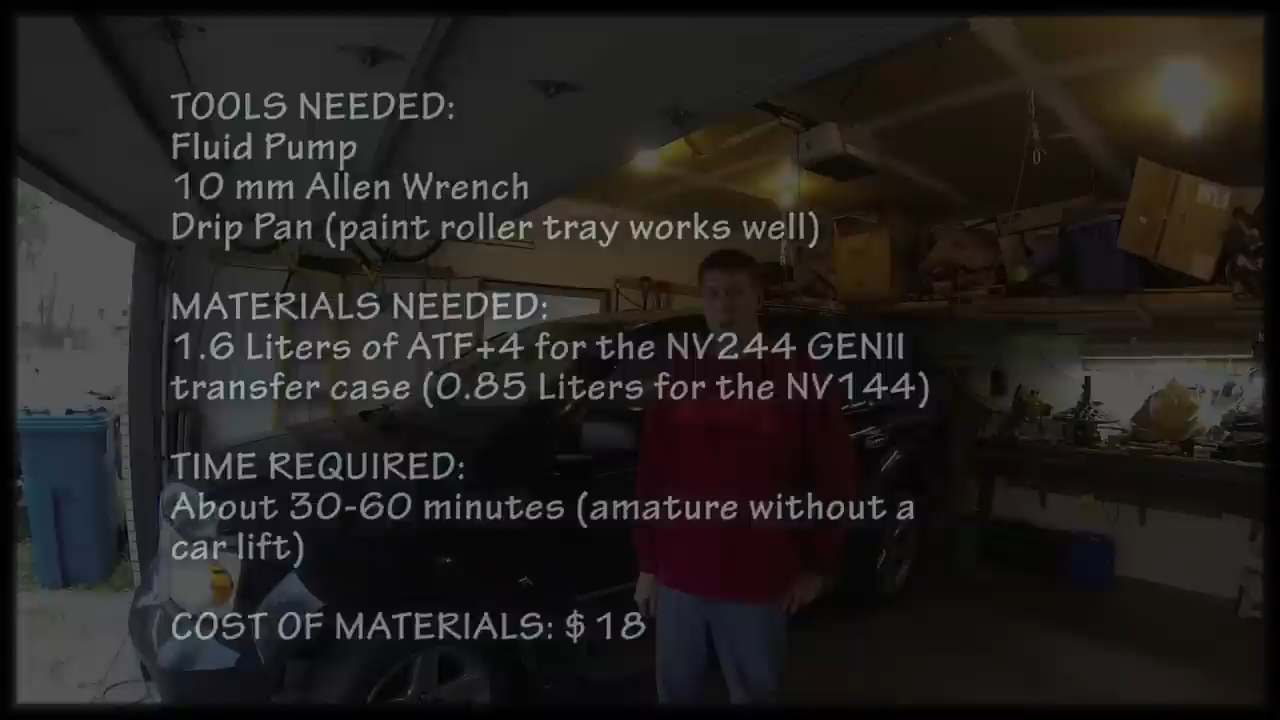 TOOLS NEEDED:
Fluid Pump
10 mm Allen Wrench
Drip Pan (paint roller tray works well)
MATERIALS NEEDED:
1.6 Liters of ATF+4 for the NV244 GENII
transfer case (0.85 Liters for the NV144)
TIME REQUIRED:
About 30-60 minutes (amature without a
car lift)
COST OF MATERIALS: $18